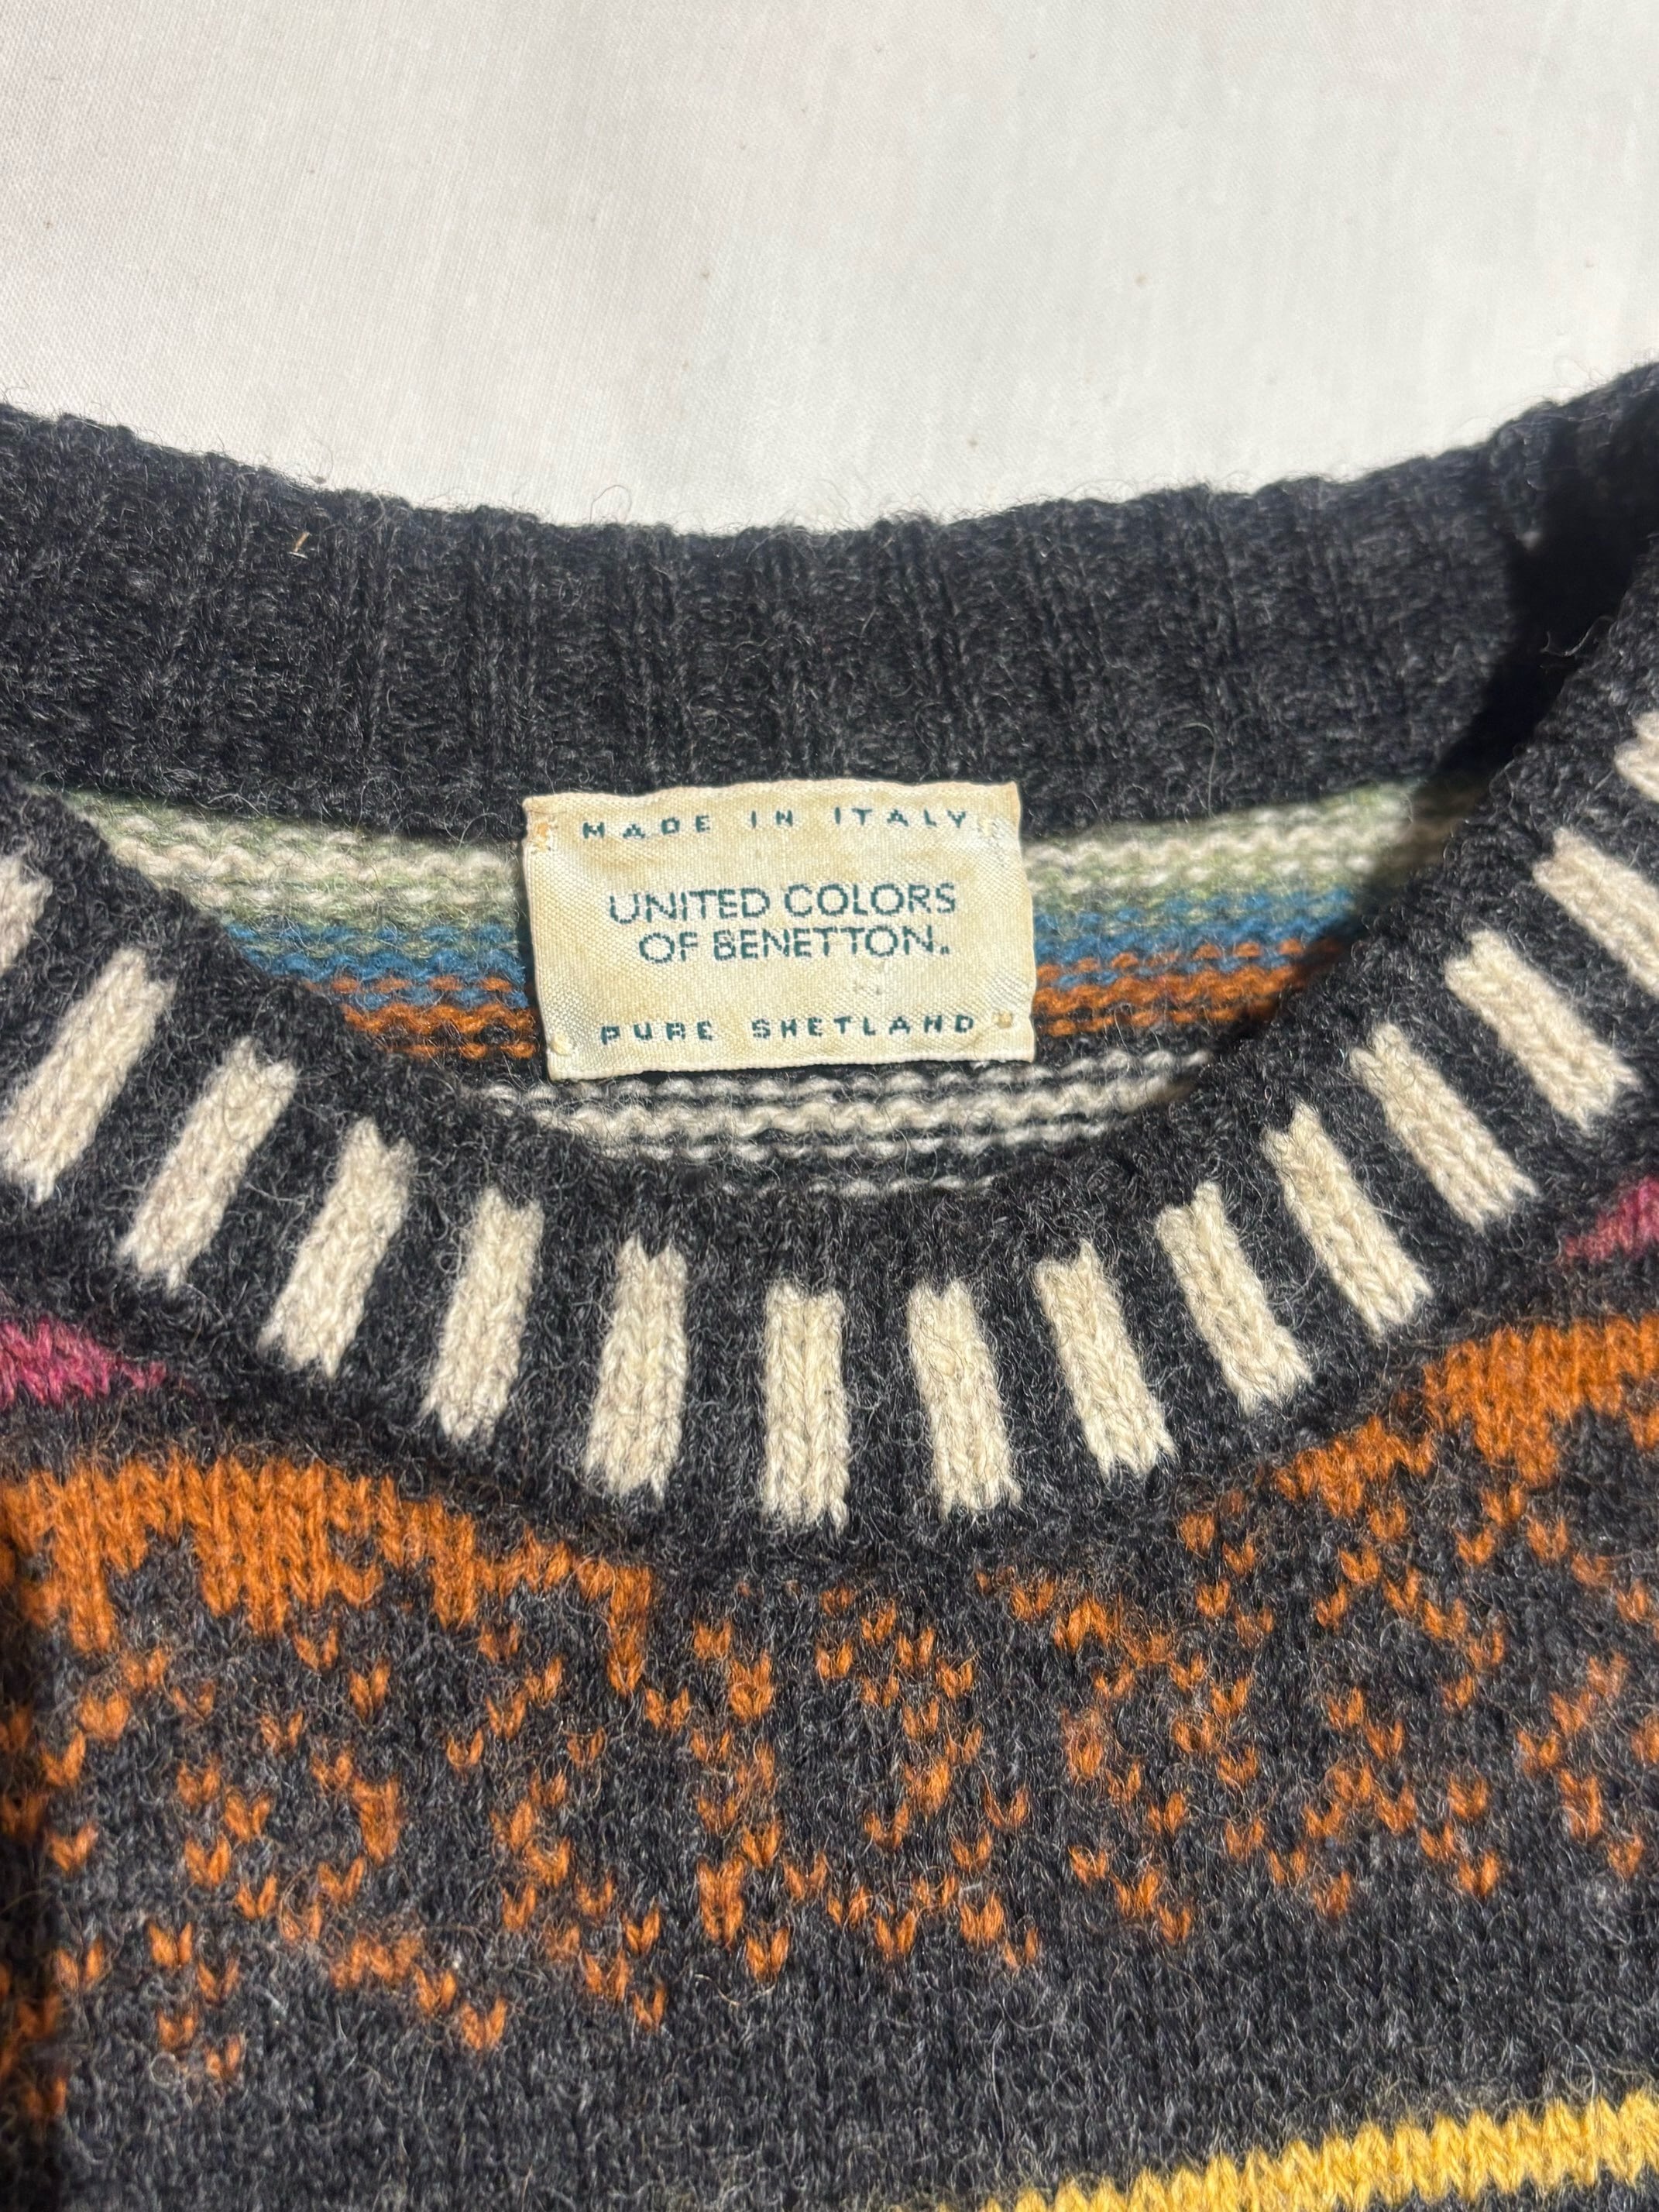 MADE IN ITALY
UNITED COLORS
OF BENETTON.
PURE SHETLAND